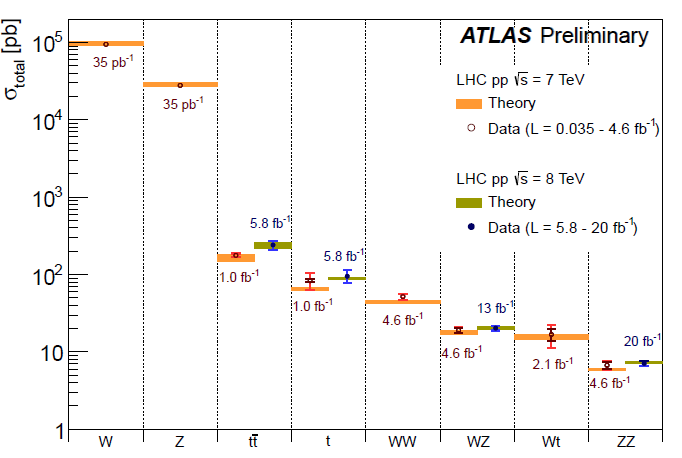 σtotal [pb]
ATLAS Preliminary
10⁵
35 pb⁻¹
LHC pp √s = 7 TeV
35 pb⁻¹
Theory
10⁴
Data (L = 0.035 - 4.6 fb⁻¹)
LHC pp √s = 8 TeV
10³
Theory
5.8 fb⁻¹
Data (L = 5.8 - 20 fb⁻¹)
5.8 fb⁻¹
10²
1.0 fb⁻¹
1.0 fb⁻¹
4.6 fb⁻¹
13 fb⁻¹
10
4.6 fb⁻¹
2.1 fb⁻¹
20 fb⁻¹
4.6 fb⁻¹
1
W Z tt̄ t WW WZ Wt ZZ